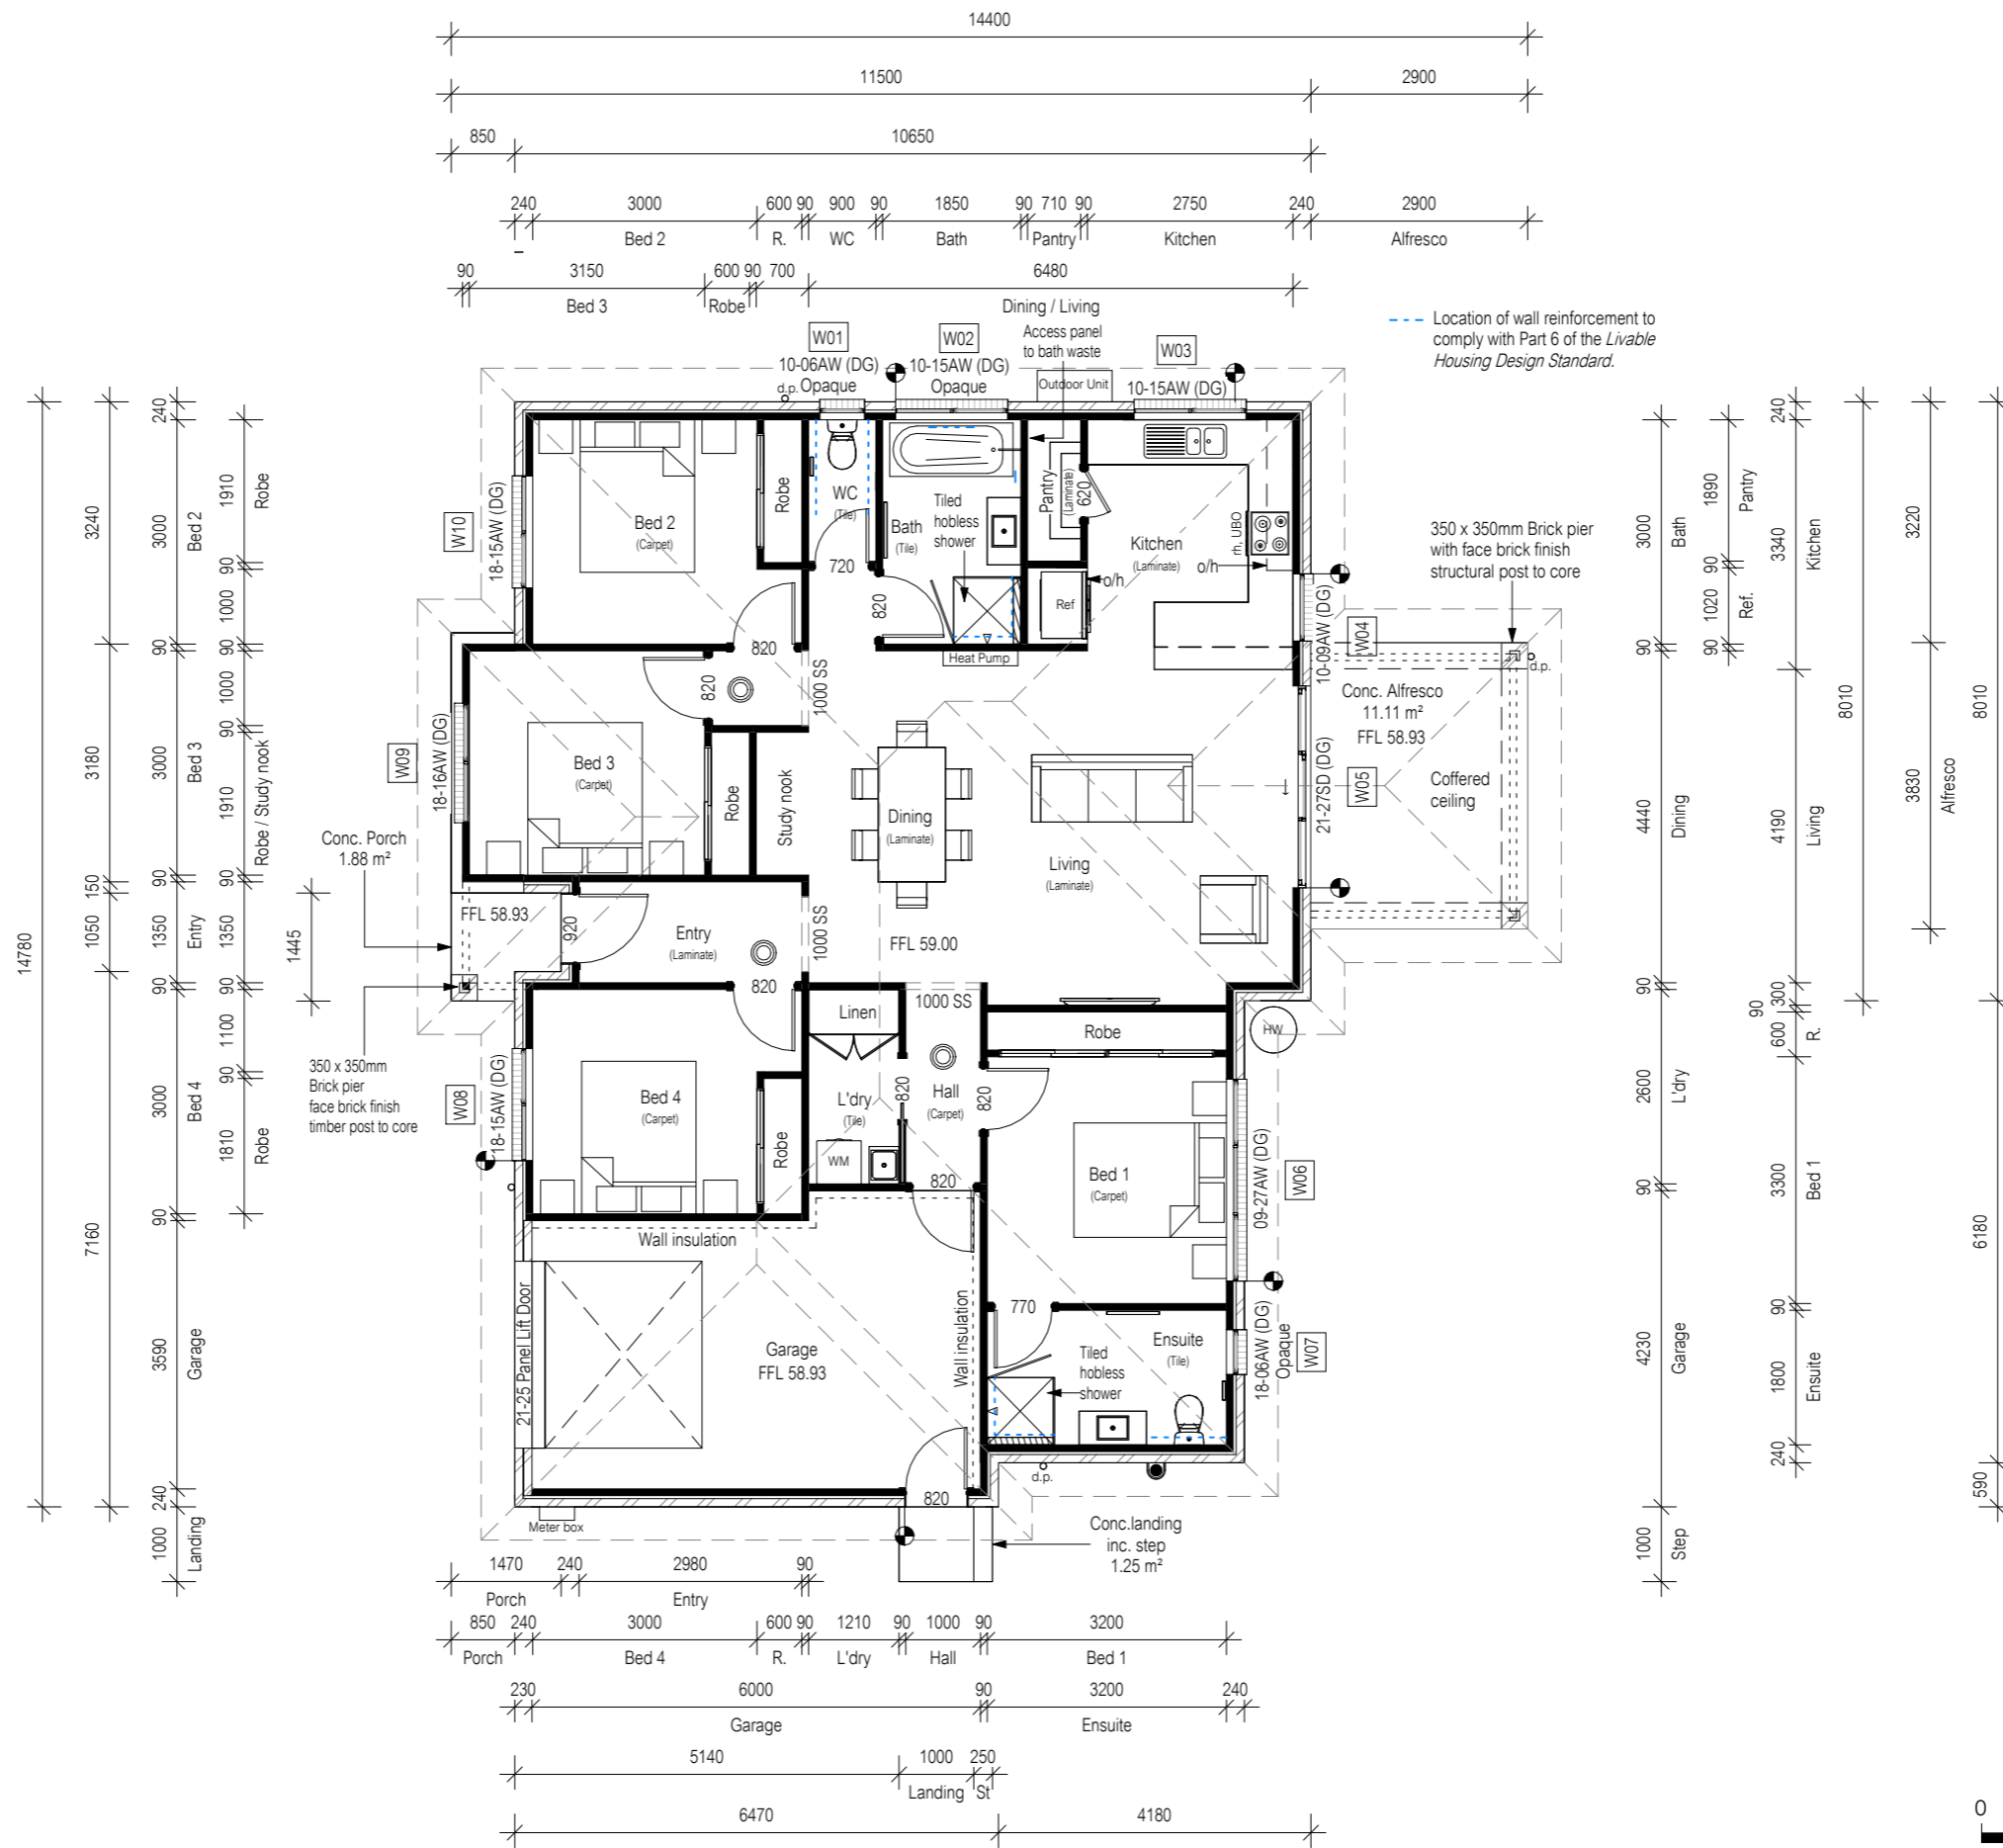 14400
11500
2900
850
10650
240
3000
600
90
900
90
1850
90
710
90
2750
240
2900
Bed 2
R.
WC
Bath
Pantry
Kitchen
Alfresco
90
3150
600
90
700
6480
Bed 3
Robe
Dining / Living
W01
10-06AW (DG)
Opaque
d.p.
W02
10-15AW (DG)
Opaque
Access panel
to bath waste
Outdoor Unit
W03
10-15AW (DG)
Location of wall reinforcement to
comply with Part 6 of the Livable
Housing Design Standard.
14780
3240
3180
150
1050
7160
240
3000
90
3000
90
1350
90
3000
90
3590
240
1000
Bed 2
Bed 3
Entry
Bed 4
Garage
Landing
1910
90
1000
90
1000
90
1910
90
1350
90
1100
90
1810
Robe
Robe / Study nook
Robe
1445
W10
18-15AW (DG)
W09
18-16AW (DG)
W08
18-15AW (DG)
Conc. Porch
1.88 m²
FFL 58.93
350 x 350mm
Brick pier
face brick finish
timber post to core
Bed 2
(Carpet)
Robe
WC
(Tile)
720
Bath
(Tile)
Tiled
hobless
shower
Pantry
(Laminate)
620
Kitchen
(Laminate)
rh, UBO
o/h
o/h
Ref
820
820
820
Heat Pump
1000 SS
Bed 3
(Carpet)
Robe
Study nook
Dining
(Laminate)
Living
(Laminate)
FFL 59.00
920
Entry
(Laminate)
1000 SS
820
1000 SS
Linen
Robe
HW
Bed 4
(Carpet)
Robe
L'dry
(Tile)
WM
820
Hall
(Carpet)
820
820
Bed 1
(Carpet)
770
Ensuite
(Tile)
Tiled
hobless
shower
Wall insulation
Wall insulation
21-25 Panel Lift Door
Garage
FFL 58.93
820
Meter box
d.p.
Conc.landing
inc. step
1.25 m²
10-09AW (DG)
W04
21-27SD (DG)
W05
09-27AW (DG)
W06
18-06AW (DG)
Opaque
W07
350 x 350mm Brick pier
with face brick finish
structural post to core
d.p.
Conc. Alfresco
11.11 m²
FFL 58.93
Coffered
ceiling
3000
90
4440
90
2600
90
4230
1000
Bath
Dining
L'dry
Garage
Step
1890
90
1020
90
Pantry
Ref.
240
3340
4190
300
90
600
3300
90
1800
240
Kitchen
Living
R.
Bed 1
Ensuite
8010
3220
3830
Alfresco
8010
6180
590
1470
240
2980
90
Porch
Entry
850
240
3000
600
90
1210
90
1000
90
3200
Porch
Bed 4
R.
L'dry
Hall
Bed 1
230
6000
90
3200
240
Garage
Ensuite
5140
1000
250
Landing
St
6470
4180
0